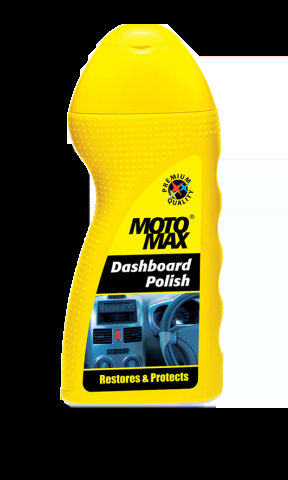 PREMIUM
QUALITY
MOTO®
MAX
Dashboard
Polish
Restores & Protects